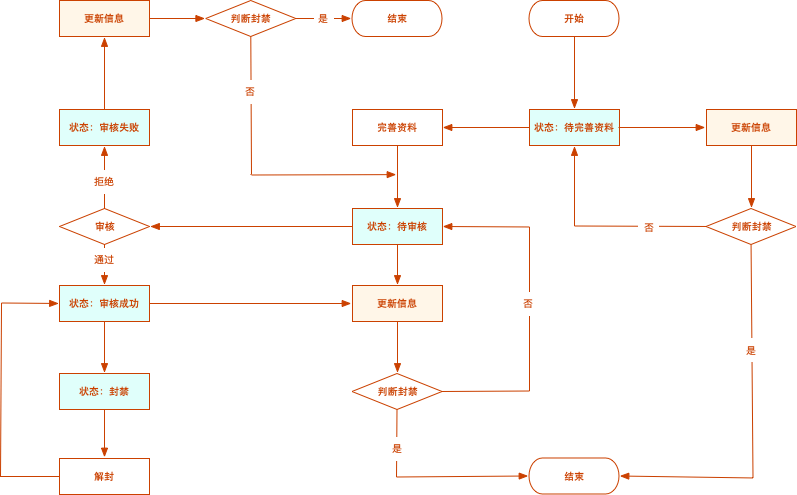 更新信息
判断封禁
是
结束
开始
否
状态：审核失败
完善资料
状态：待完善资料
更新信息
拒绝
审核
状态：待审核
否
判断封禁
通过
状态：审核成功
更新信息
否
是
状态：封禁
判断封禁
是
解封
结束